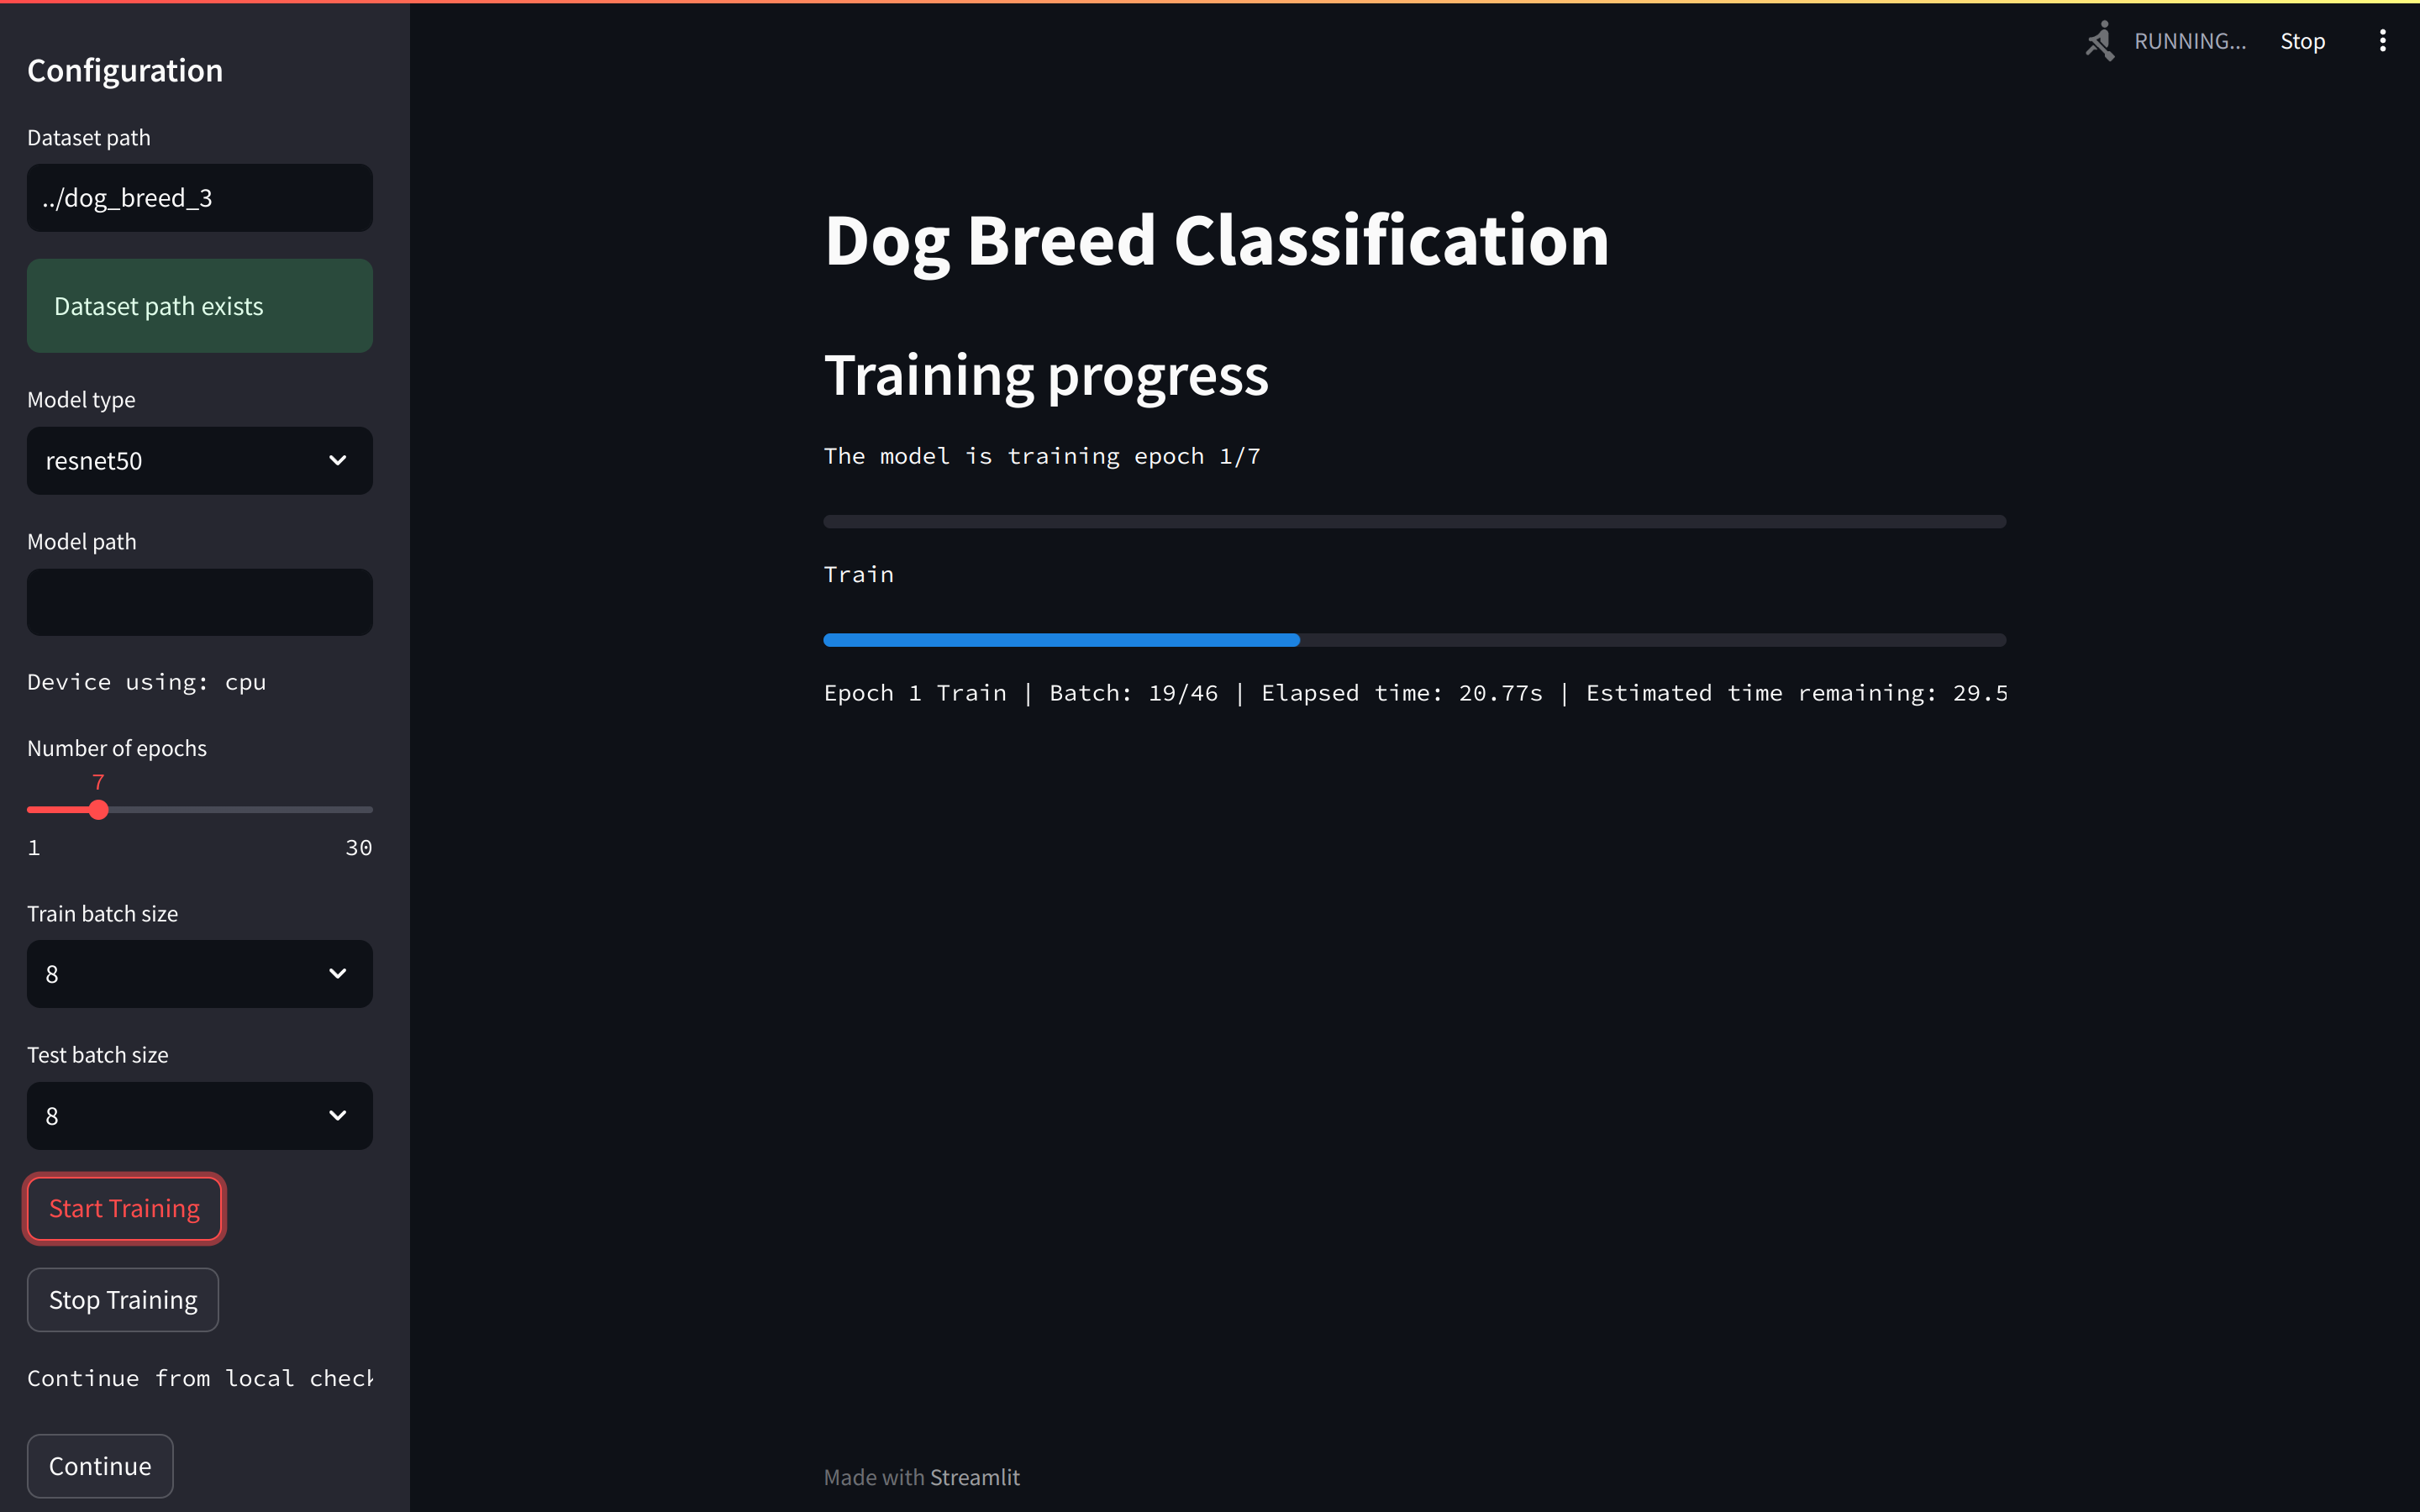 Configuration
Dataset path
../dog_breed_3
Dataset path exists
Model type
resnet50
Model path
Device using: cpu
Number of epochs
7
1 30
Train batch size
8
Test batch size
8
Start Training
Stop Training
Continue from local check
Continue
RUNNING... Stop
Dog Breed Classification
Training progress
The model is training epoch 1/7
Train
Epoch 1 Train | Batch: 19/46 | Elapsed time: 20.77s | Estimated time remaining: 29.5
Made with Streamlit